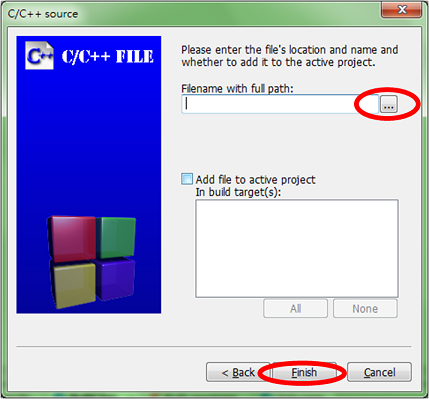 C/C++ source
C++ C/C++ FILE
Please enter the file's location and name and
whether to add it to the active project.
Filename with full path:
...
Add file to active project
In build target(s):
All None
< Back Finish Cancel